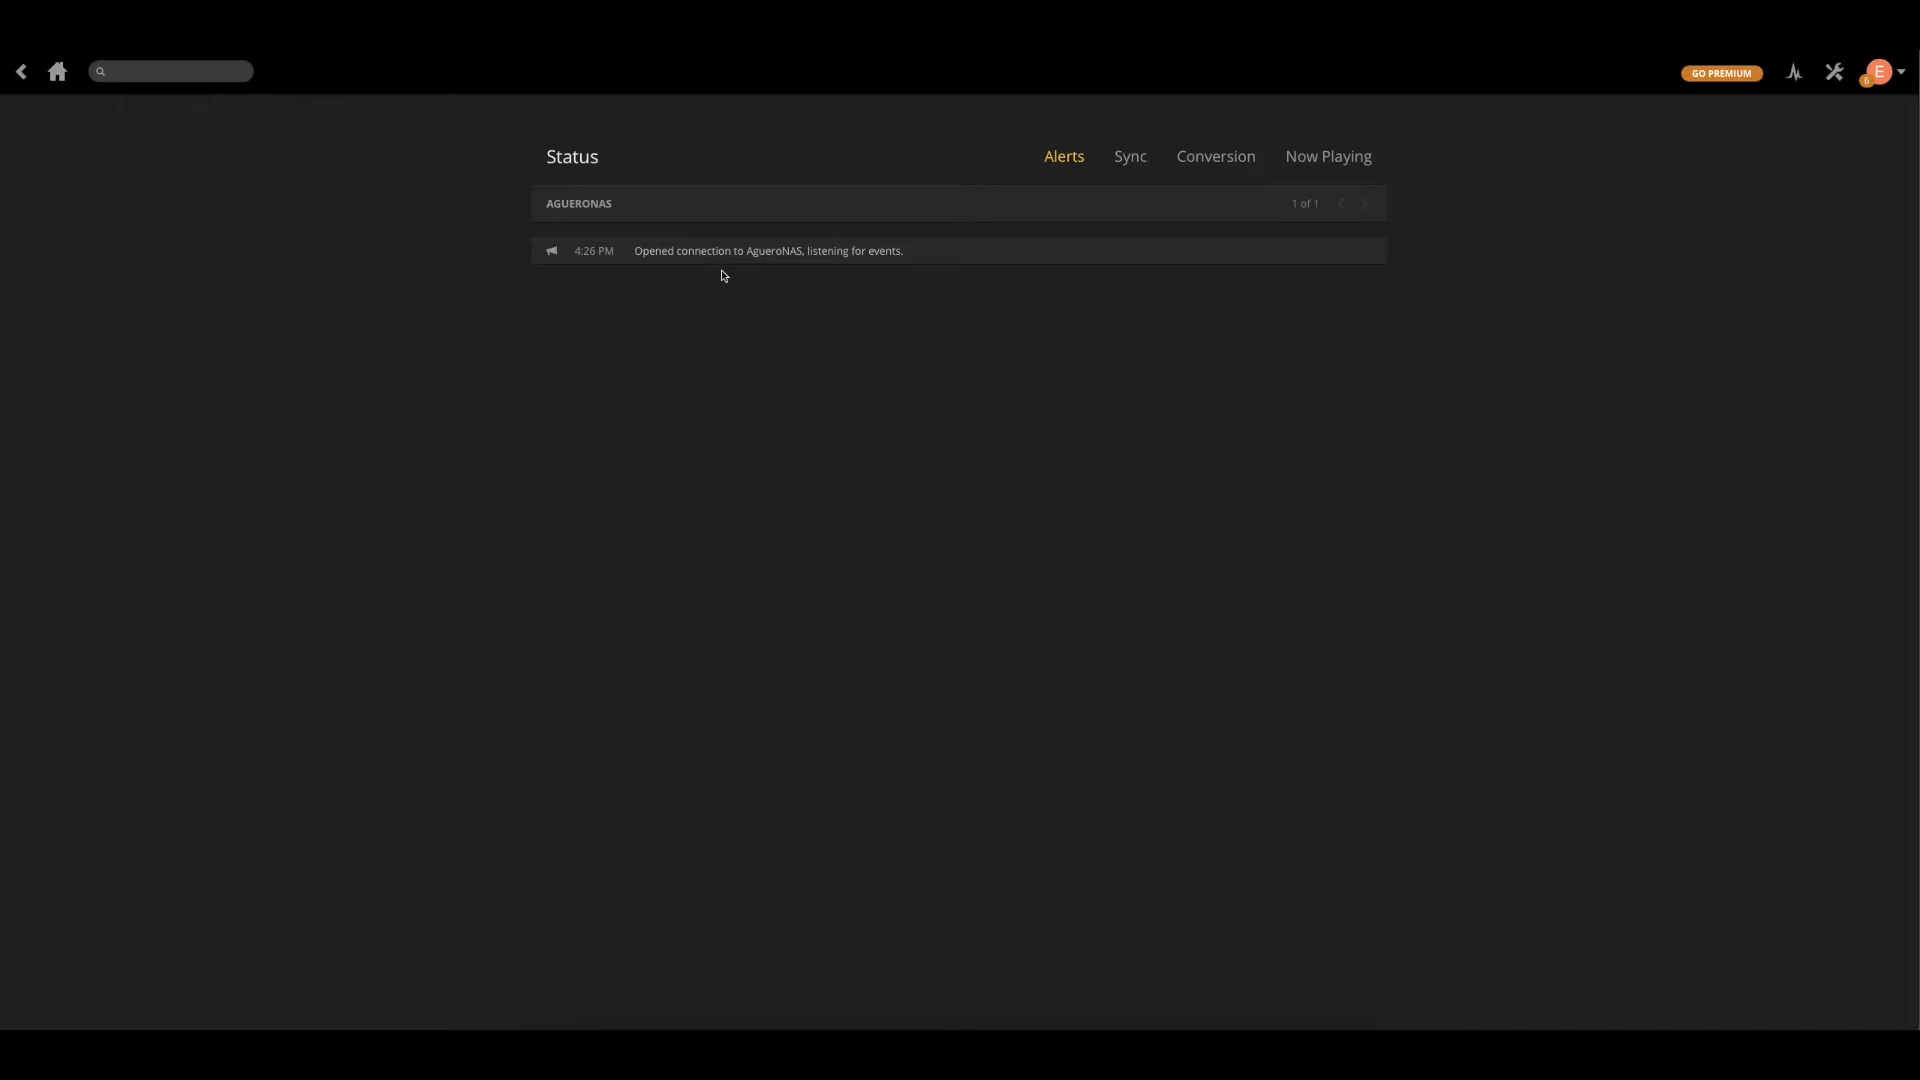 GO PREMIUM
E
6
Status
Alerts Sync Conversion Now Playing
AGUERONAS 1 of 1
4:26 PM Opened connection to AgueroNAS, listening for events.